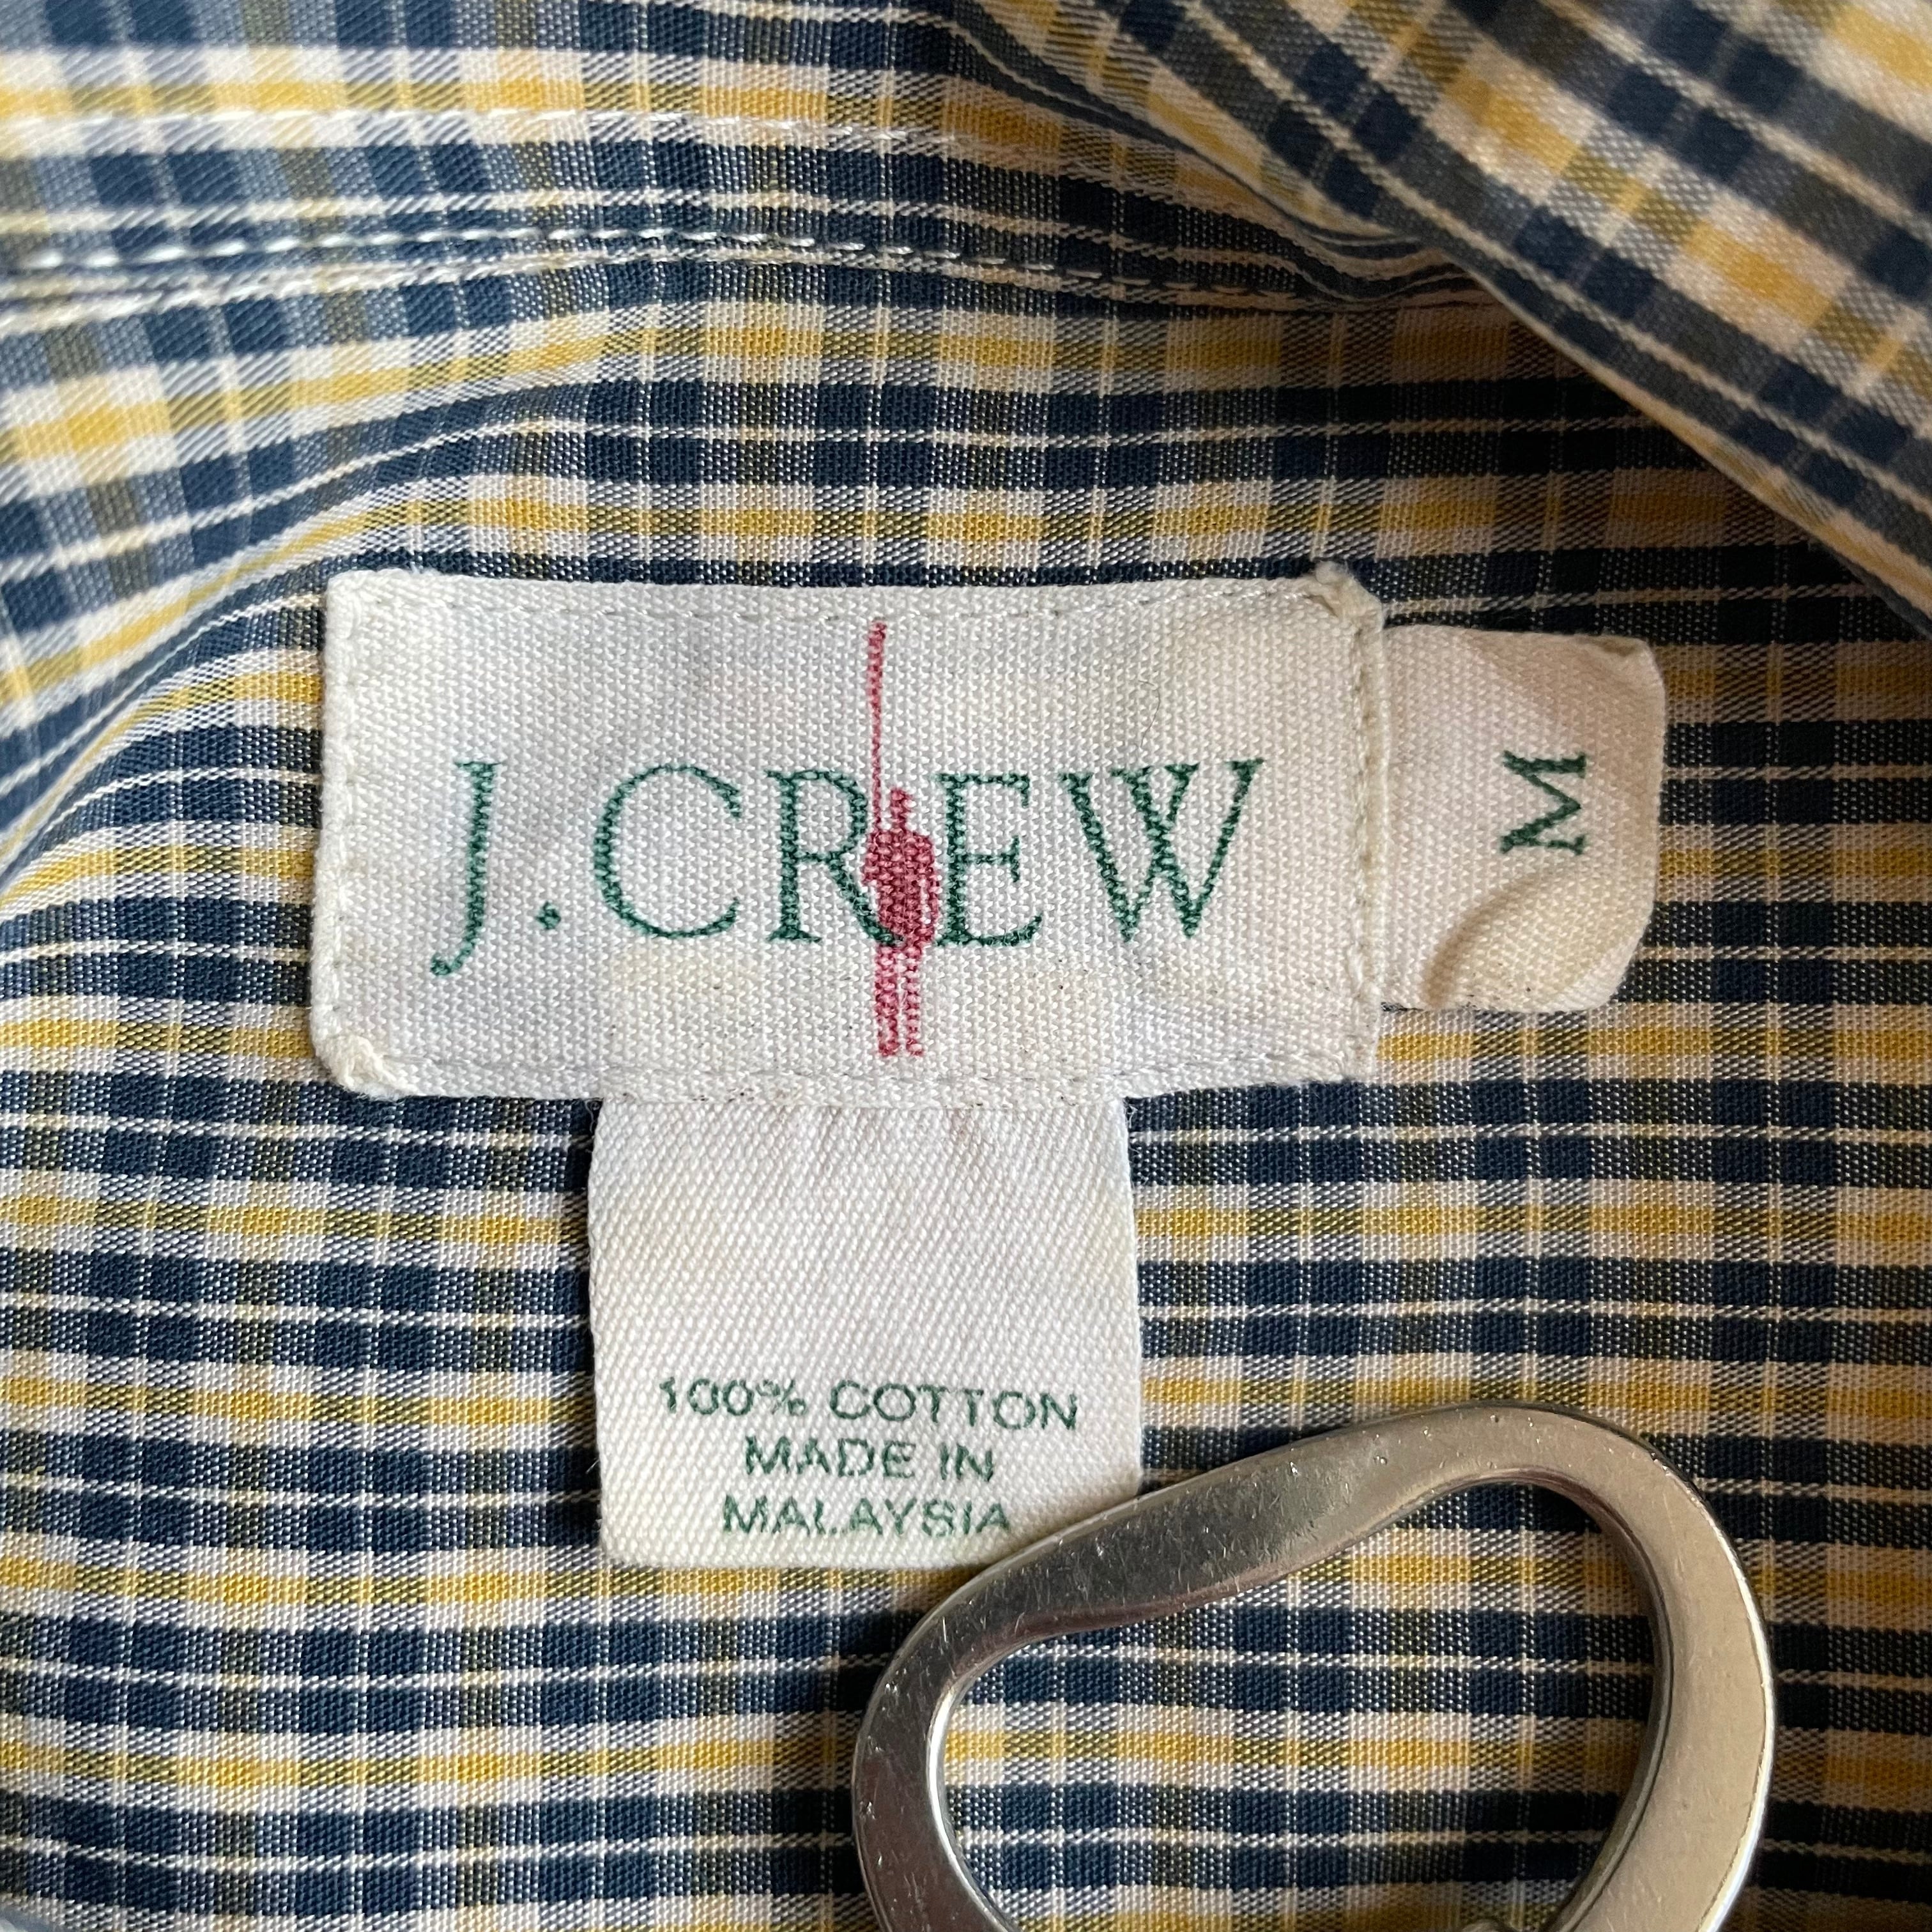 J.CREW
M
100% COTTON
MADE IN
MALAYSIA